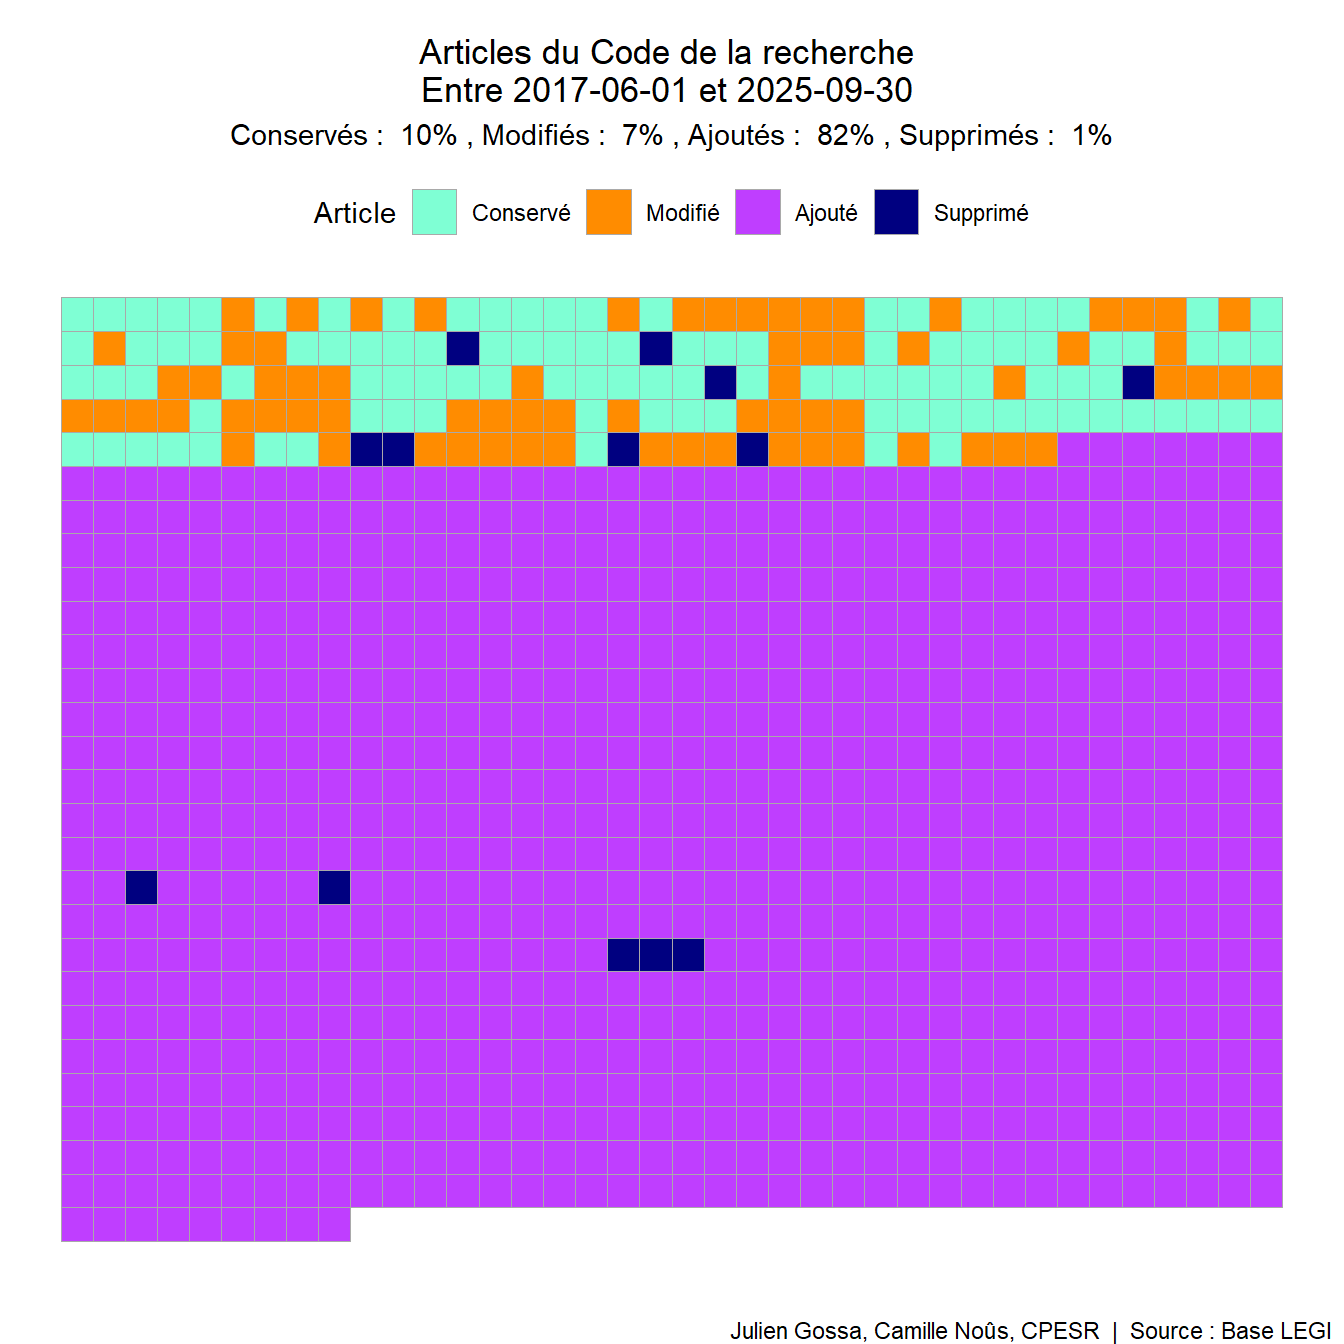 Articles du Code de la recherche
Entre 2017-06-01 et 2025-09-30
Conservés :  10% , Modifiés :  7% , Ajoutés :  82% , Supprimés :  1%
Article Conservé Modifié Ajouté Supprimé
Julien Gossa, Camille Noûs, CPESR | Source : Base LEGI